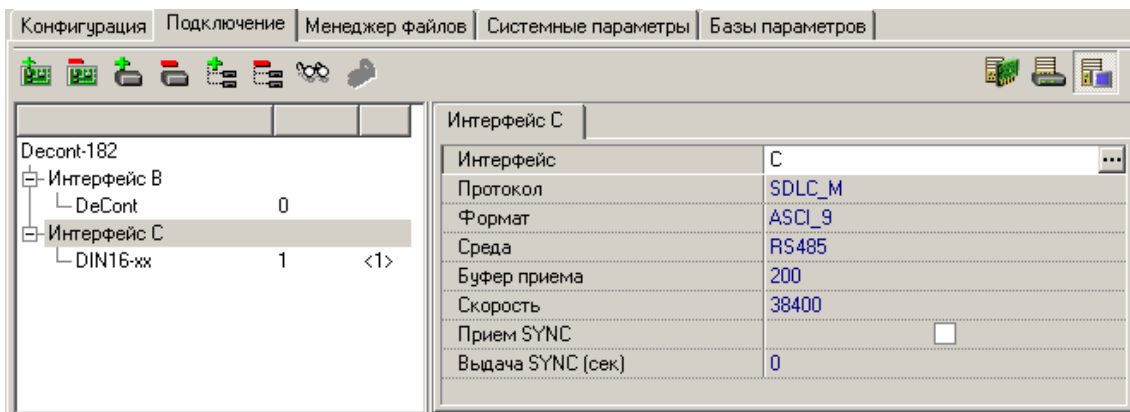 Конфигурация Подключение Менеджер файлов Системные параметры Базы параметров
Decont-182
Интерфейс B
DeCont 0
Интерфейс C
DIN16-xx 1 <1>
Интерфейс C
Интерфейс C ...
Протокол SDLC_M
Формат ASCI_9
Среда RS485
Буфер приема 200
Скорость 38400
Прием SYNC
Выдача SYNC (сек) 0